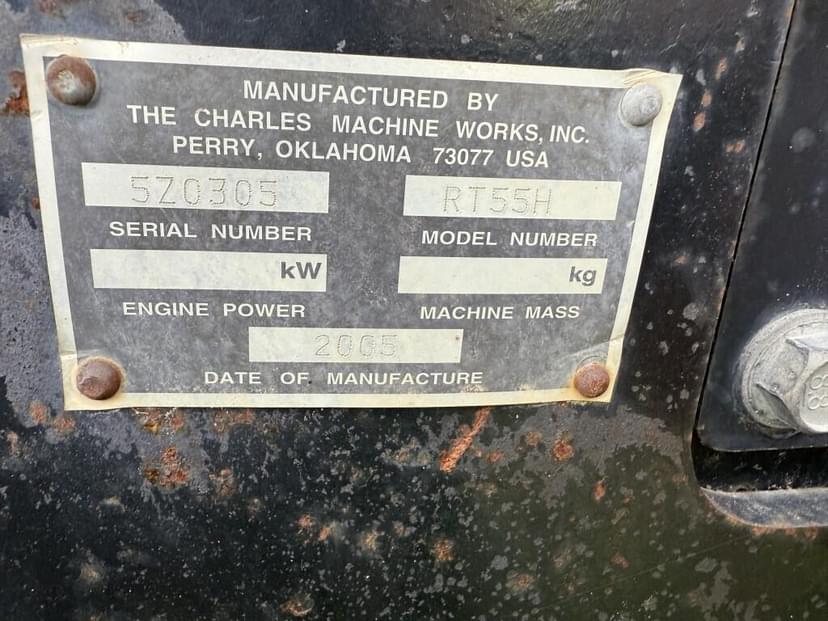 MANUFACTURED BY
THE CHARLES MACHINE WORKS, INC.
PERRY, OKLAHOMA 73077 USA
5Z0305 RT55H
SERIAL NUMBER MODEL NUMBER
kW kg
ENGINE POWER MACHINE MASS
2005
DATE OF MANUFACTURE